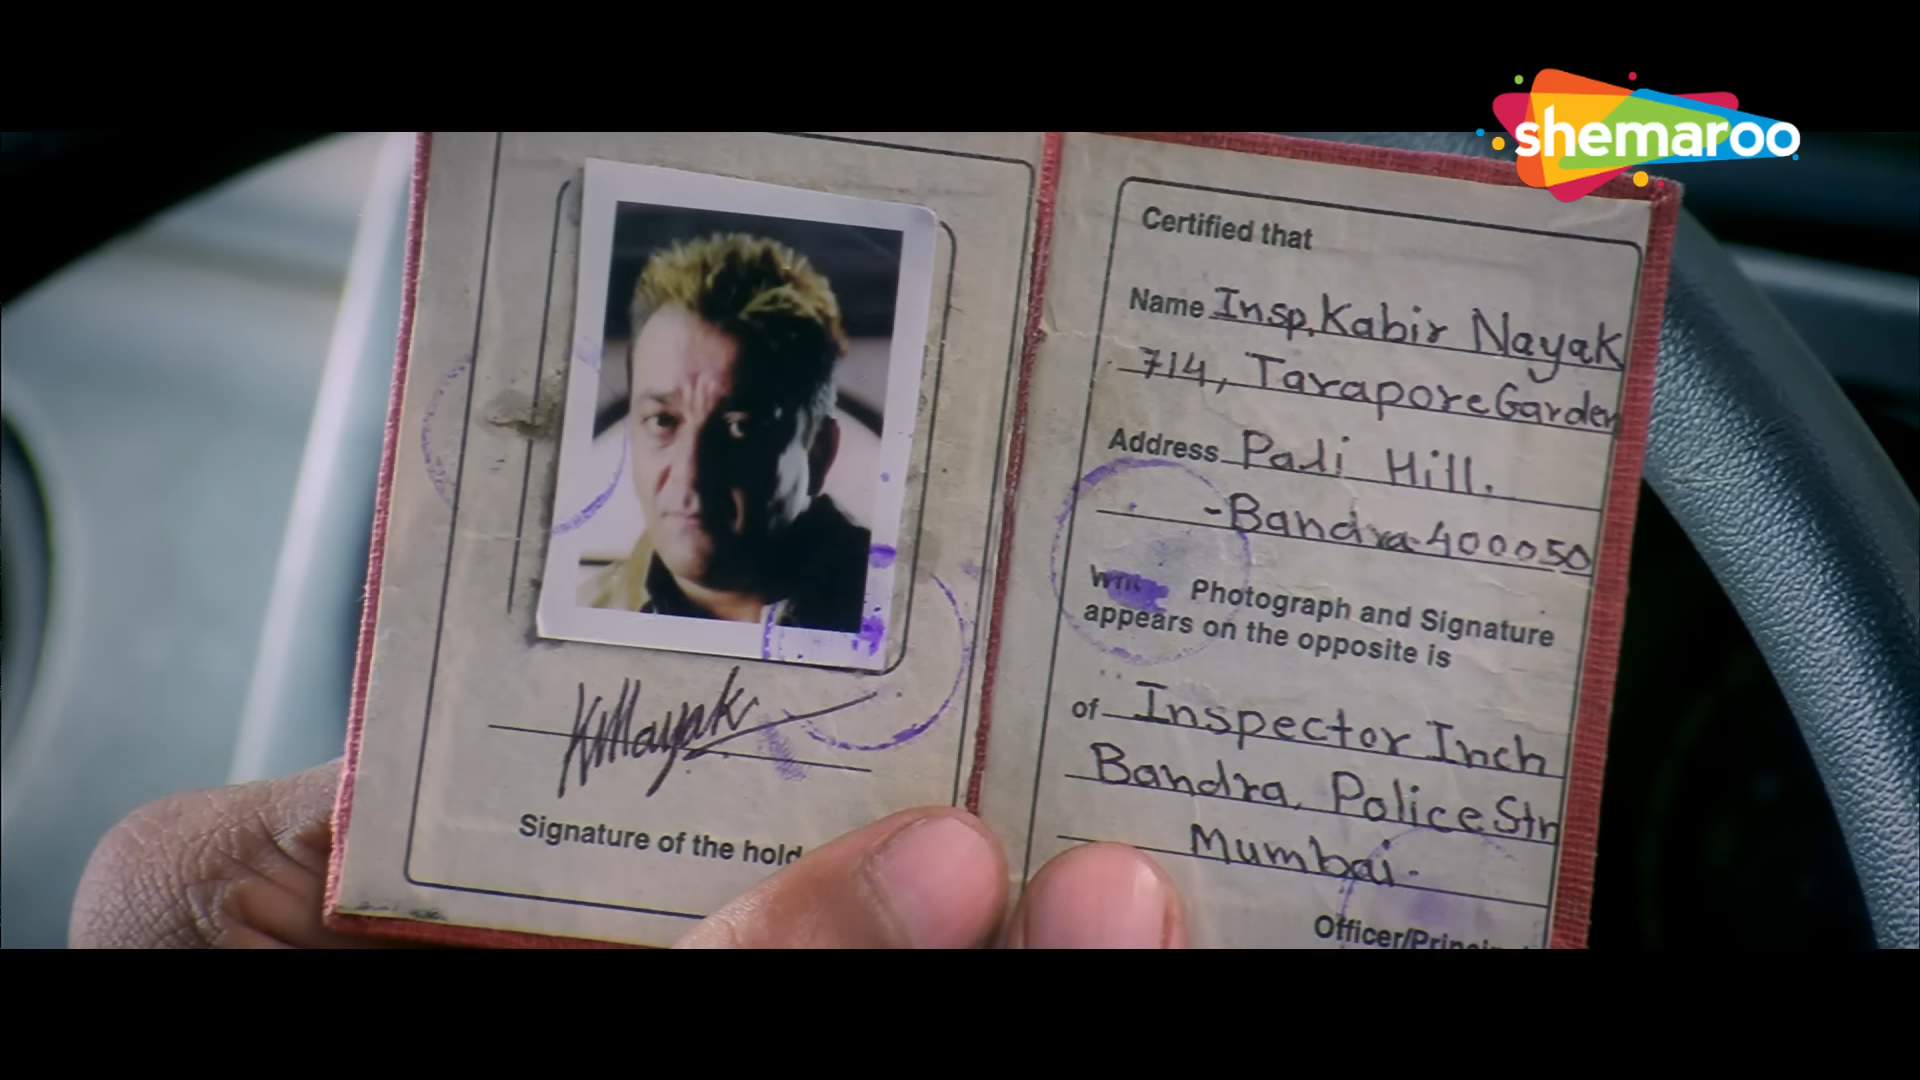 shemaroo
Certified that
Name Insp. Kabir Nayak
714, Tarapore Garden
Address Pali Hill.
-Bandra-400050
Photograph and Signature
appears on the opposite is
of Inspector Inch
Bandra, Police Stn
Mumbai.
KNNayak
Signature of the hold